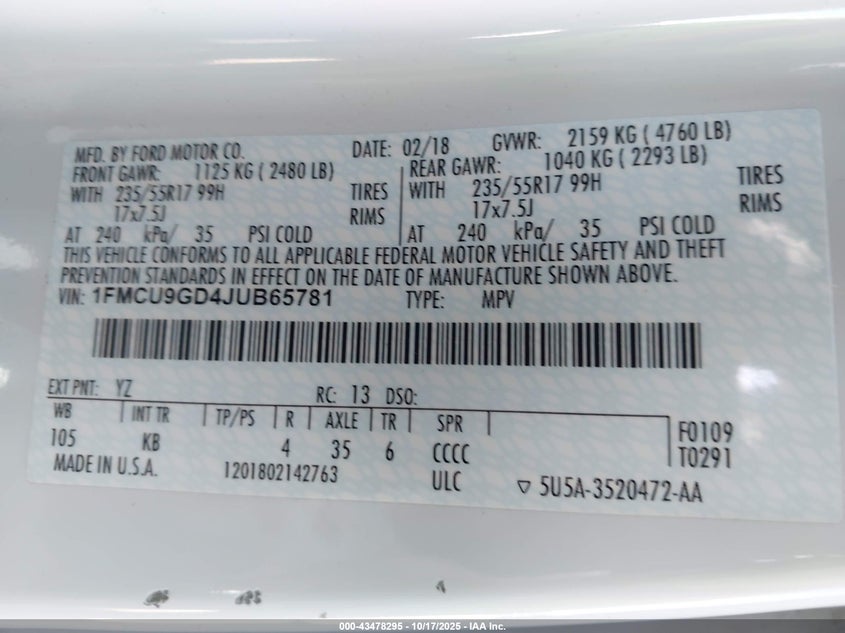 MFD. BY FORD MOTOR CO. DATE: 02/18 GVWR: 2159 KG ( 4760 LB)
FRONT GAWR: 1125 KG ( 2480 LB) REAR GAWR: 1040 KG ( 2293 LB)
WITH 235/55R17 99H TIRES WITH 235/55R17 99H TIRES
17x7.5J RIMS 17x7.5J RIMS
AT 240 kPa/ 35 PSI COLD AT 240 kPa/ 35 PSI COLD
THIS VEHICLE CONFORMS TO ALL APPLICABLE FEDERAL MOTOR VEHICLE SAFETY AND THEFT
PREVENTION STANDARDS IN EFFECT ON THE DATE OF MANUFACTURE SHOWN ABOVE.
VIN: 1FMCU9GD4JUB65781 TYPE: MPV
EXT PNT: YZ RC: 13 DSO:
WB INT TR TP/PS R AXLE TR SPR F0109
105 KB 4 35 6 CCCC T0291
MADE IN U.S.A. 1201802142763 ULC ▽ 5U5A-3520472-AA
000-43478295 - 10/17/2025 - IAA Inc.